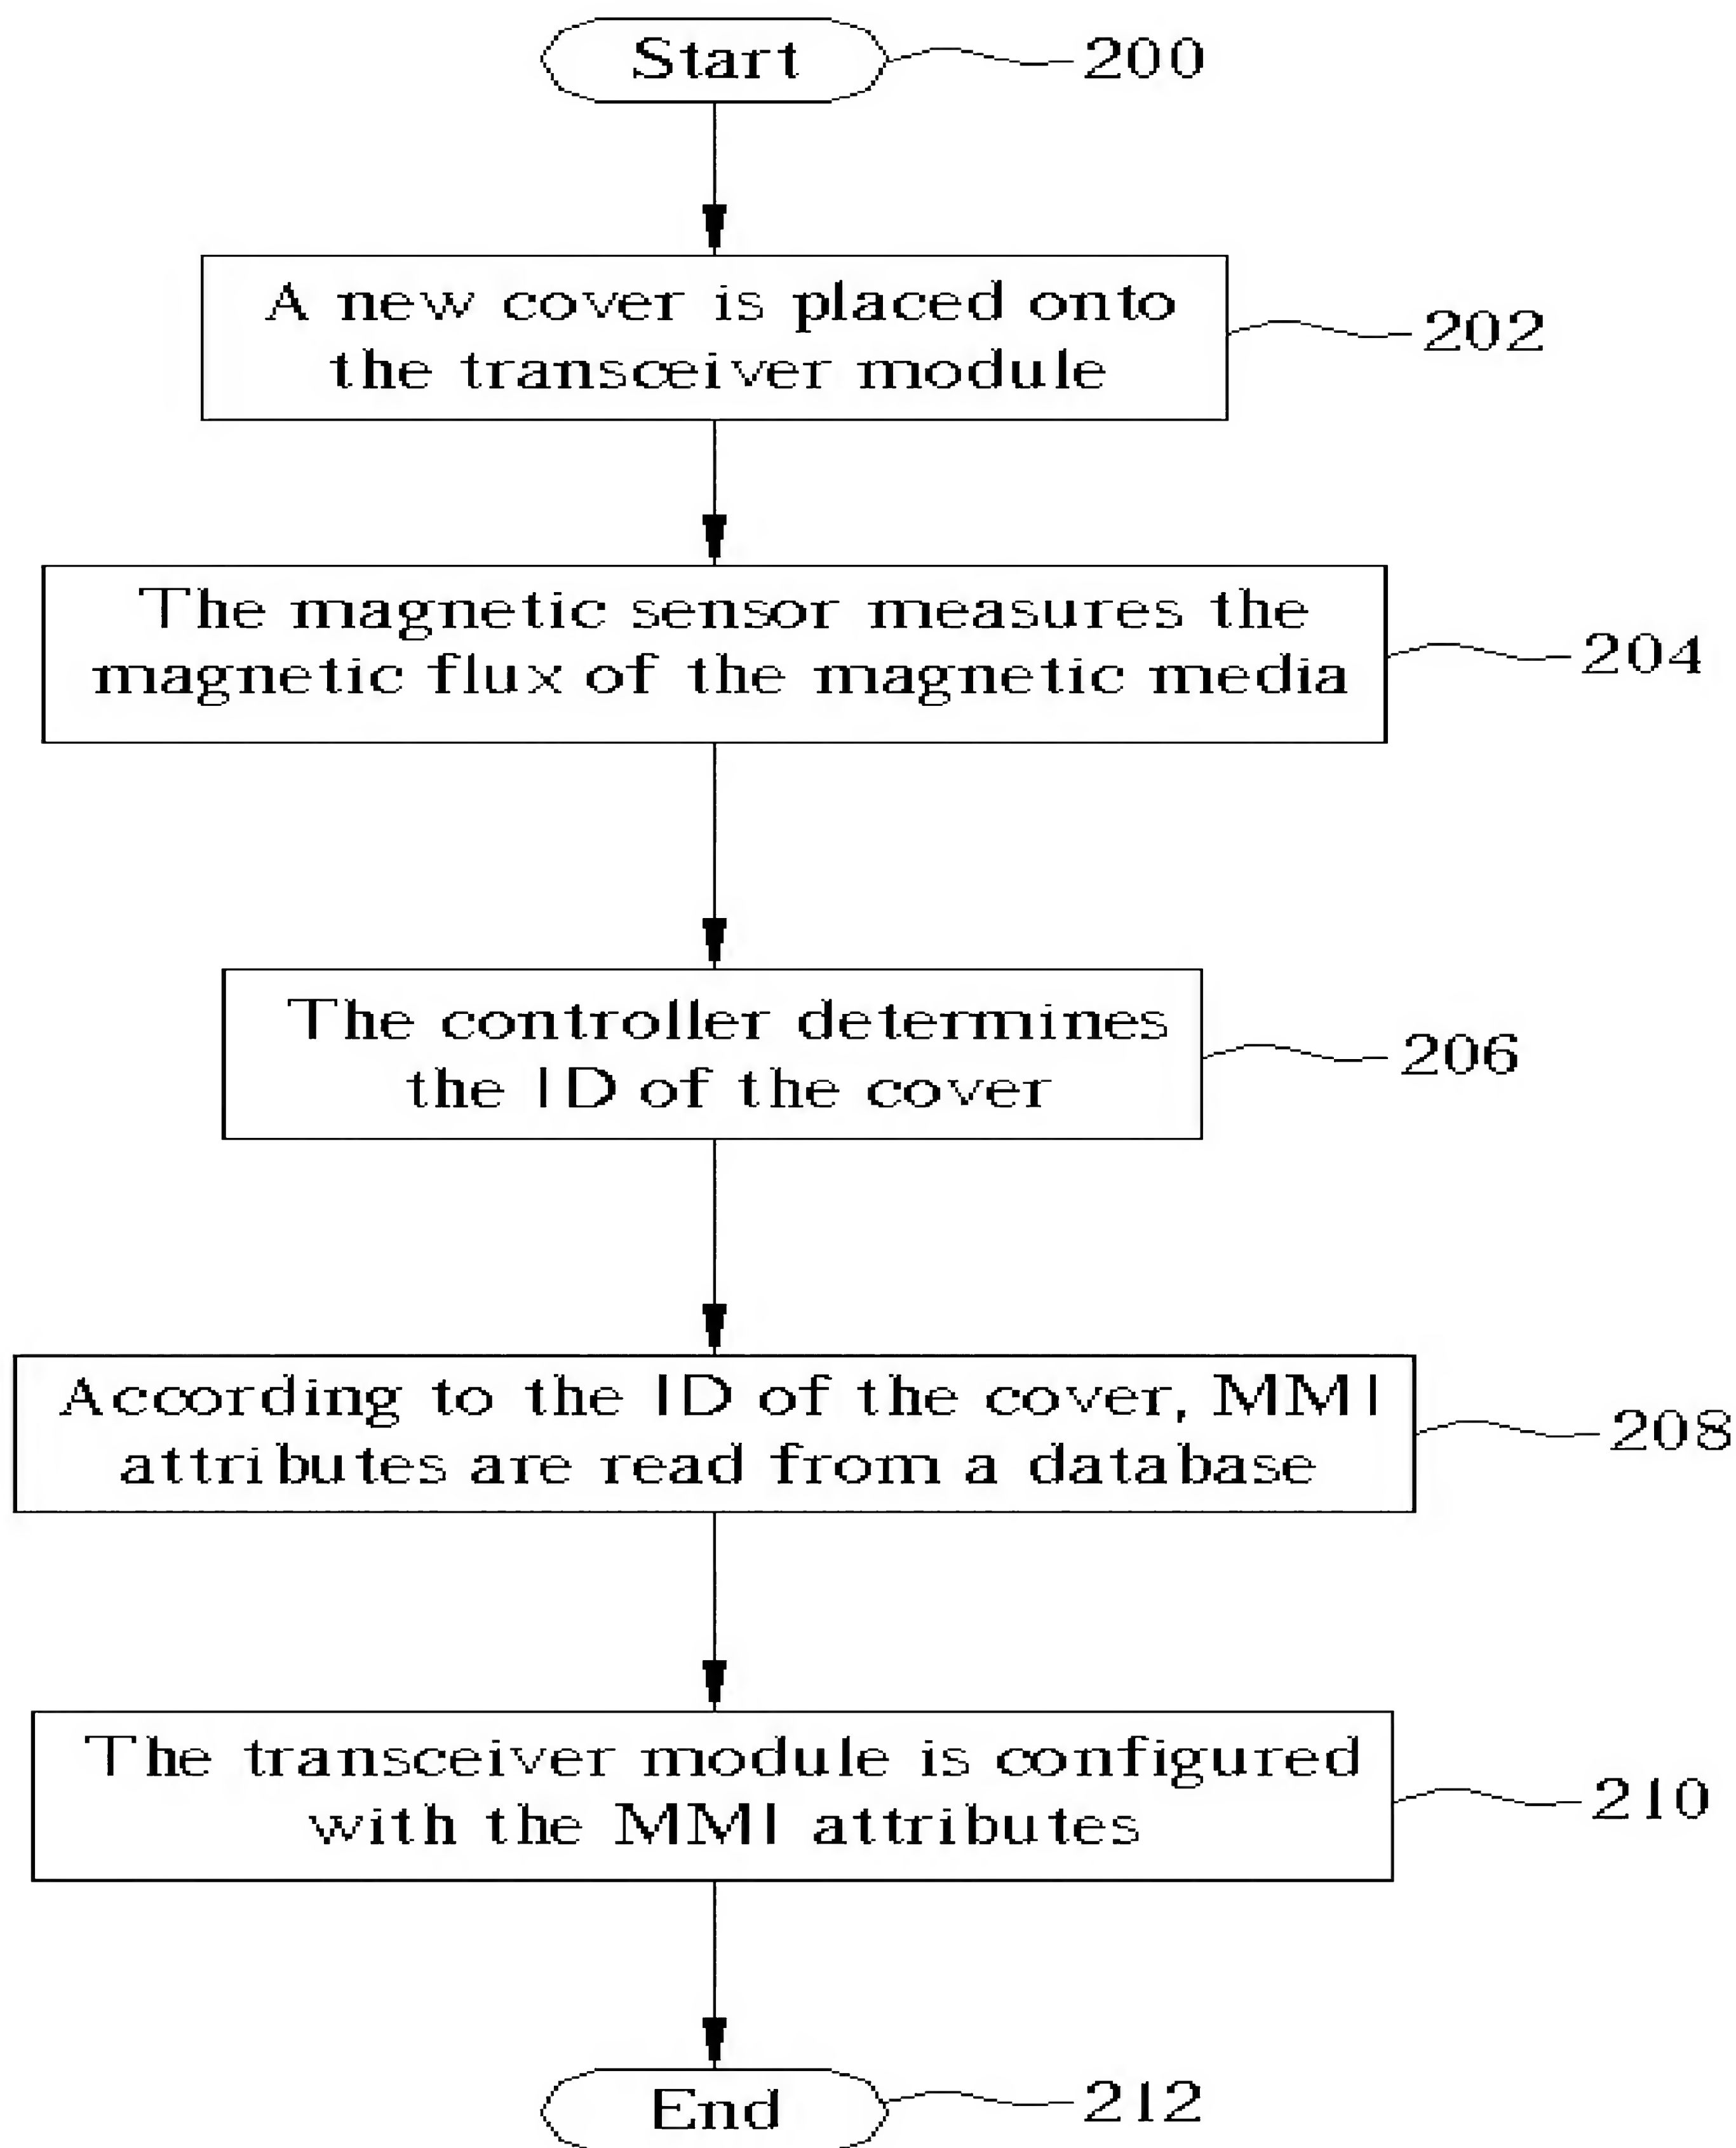 Start
200
A new cover is placed onto
the transceiver module
202
The magnetic sensor measures the
magnetic flux of the magnetic media
204
The controller determines
the ID of the cover
206
According to the ID of the cover, MMI
attributes are read from a database
208
The transceiver module is configured
with the MMI attributes
210
End
212